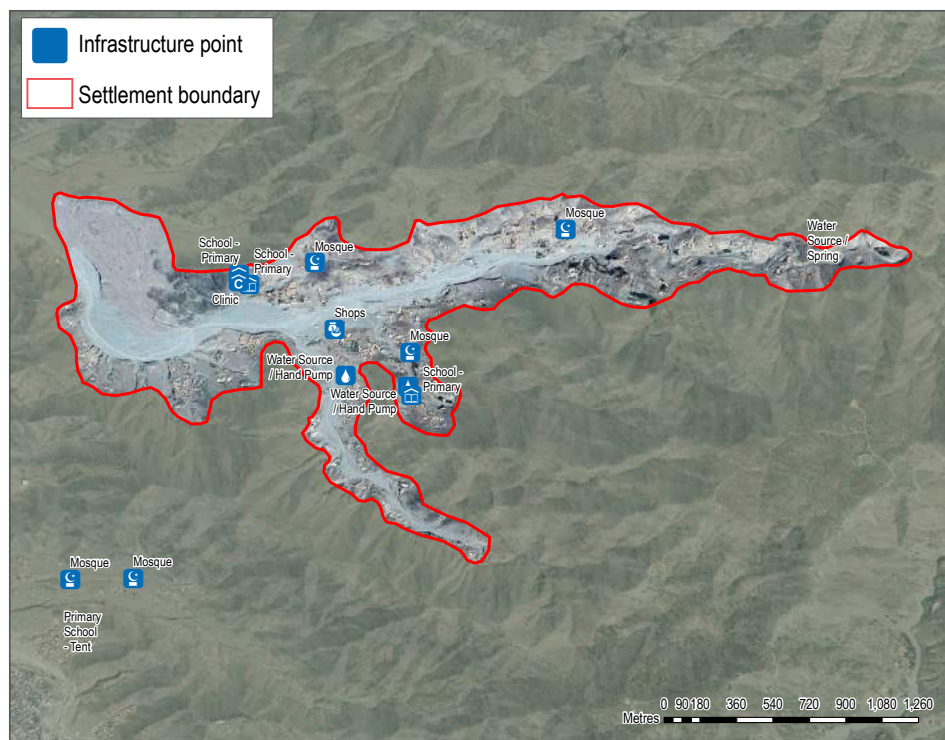 Infrastructure point
Settlement boundary
Mosque
School -
Primary
School -
Primary
Mosque
Water
Source /
Spring
C
Clinic
Shops
Mosque
Water Source
/ Hand Pump
School -
Primary
Water Source
/ Hand Pump
Mosque
Mosque
Primary
School
- Tent
0 90 180 360 540 720 900 1,080 1,260
Metres